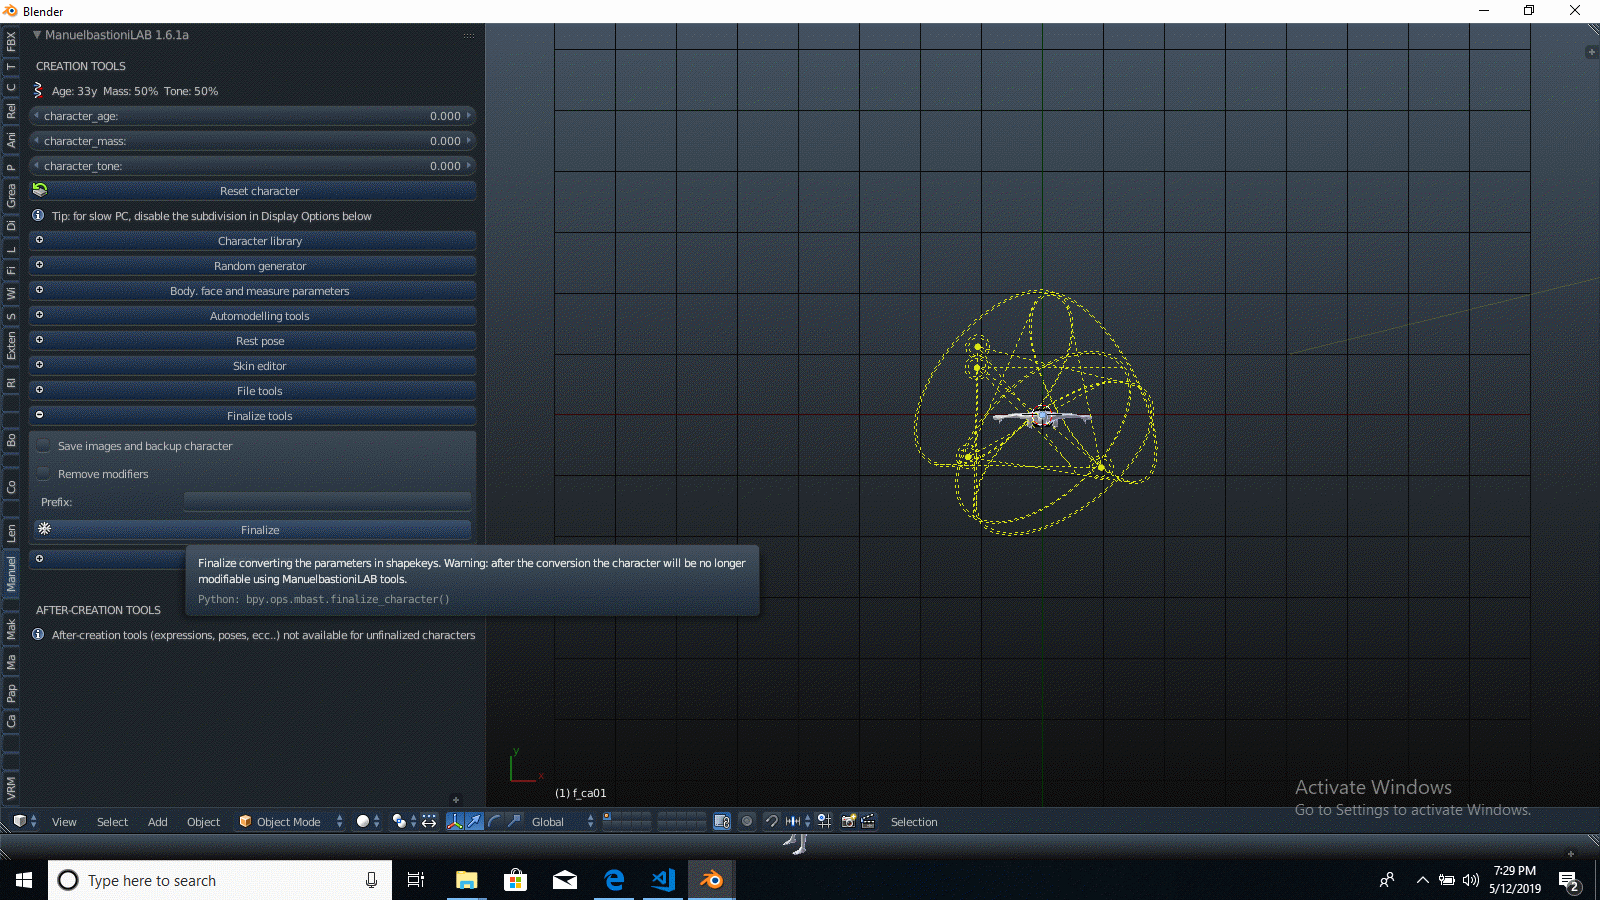 Blender
ManuelbastioniLAB 1.6.1a
CREATION TOOLS
Age: 33y Mass: 50% Tone: 50%
character_age: 0.000
character_mass: 0.000
character_tone: 0.000
Reset character
Tip: for slow PC, disable the subdivision in Display Options below
Character library
Random generator
Body. face and measure parameters
Automodelling tools
Rest pose
Skin editor
File tools
Finalize tools
Save images and backup character
Remove modifiers
Prefix:
Finalize
Finalize converting the parameters in shapekeys. Warning: after the conversion the character will be no longer
modifiable using ManuelbastioniLAB tools.
Python: bpy.ops.mbast.finalize_character()
AFTER-CREATION TOOLS
After-creation tools (expressions, poses, ecc..) not available for unfinalized characters
FBX
T
C
Rel
Ani
P
Grea
Di
L
Fi
Wi
S
Exten
RI
Bo
Co
Len
Manuel
Mak
Ma
Pap
Ca
VRM
y
x
(1) f_ca01
Activate Windows
Go to Settings to activate Windows.
View Select Add Object Object Mode Global Selection
Type here to search
7:29 PM
5/12/2019
2